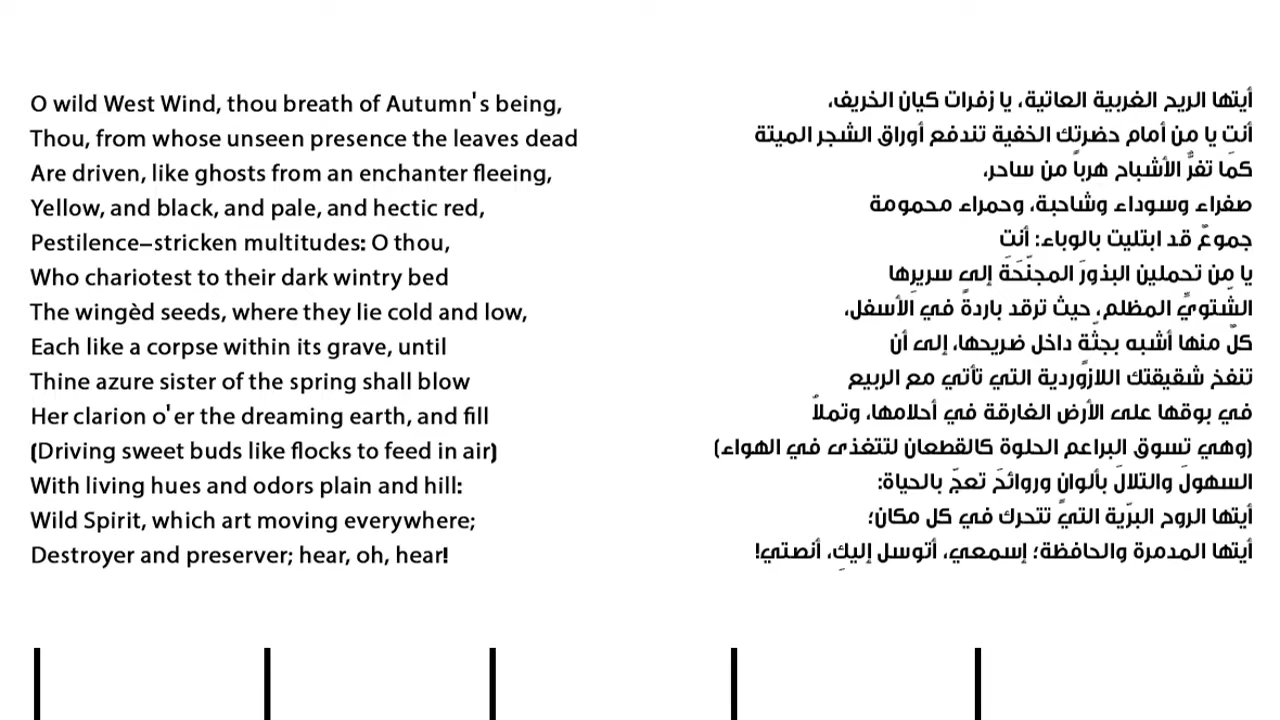 O wild West Wind, thou breath of Autumn's being,
Thou, from whose unseen presence the leaves dead
Are driven, like ghosts from an enchanter fleeing,
Yellow, and black, and pale, and hectic red,
Pestilence–stricken multitudes: O thou,
Who chariotest to their dark wintry bed
The wingèd seeds, where they lie cold and low,
Each like a corpse within its grave, until
Thine azure sister of the spring shall blow
Her clarion o'er the dreaming earth, and fill
(Driving sweet buds like flocks to feed in air)
With living hues and odors plain and hill:
Wild Spirit, which art moving everywhere;
Destroyer and preserver; hear, oh, hear!
أيتها الريح الغربية العاتية، يا زفرات كيان الخريف،
أنت يا من أمام حضرتك الخفية تندفع أوراق الشجر الميتة
كما تفرُّ الأشباح هرباً من ساحر،
صفراء وسوداء وشاحبة، وحمراء محمومة
جموعٌ قد ابتليت بالوباء: أنت
يا من تحملين البذورَ المجنّحَةَ إلى سريرِها
الشّتويِّ المظلم، حيث ترقد باردةً في الأسفل،
كلٌ منها أشبه بجثّة داخل ضريحها، إلى أن
تنفخ شقيقتك اللازوردية التي تأتي مع الربيع
في بوقها على الأرض الغارقة في أحلامها، وتملأ
(وهي تسوق البراعم الحلوة كالقطعان لتتغذى في الهواء)
السهولَ والتلالَ بألوانٍ وروائحَ تعجّ بالحياة:
أيتها الروح البرّية التي تتحرك في كل مكان؛
أيتها المدمرة والحافظة؛ إسمعي، أتوسل إليكِ، أنصتي!